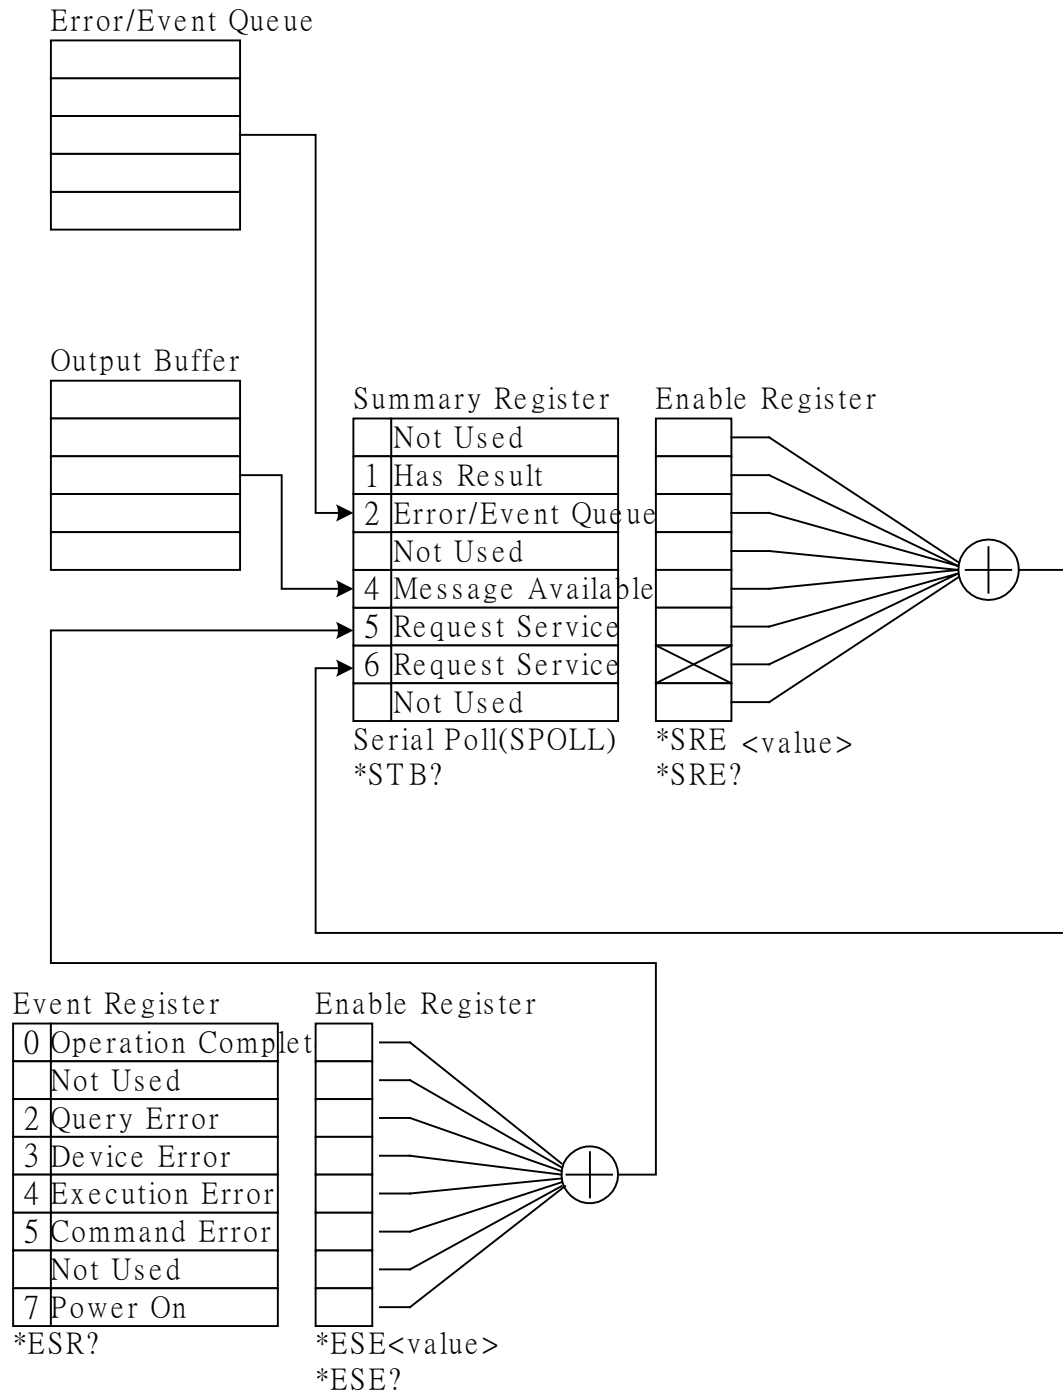 Error/Event Queue
Output Buffer
Summary Register
Not Used
1 Has Result
2 Error/Event Queue
Not Used
4 Message Available
5 Request Service
6 Request Service
Not Used
Serial Poll(SPOLL)
*STB?
Enable Register
*SRE <value>
*SRE?
Event Register
0 Operation Complet
Not Used
2 Query Error
3 Device Error
4 Execution Error
5 Command Error
Not Used
7 Power On
*ESR?
Enable Register
*ESE<value>
*ESE?